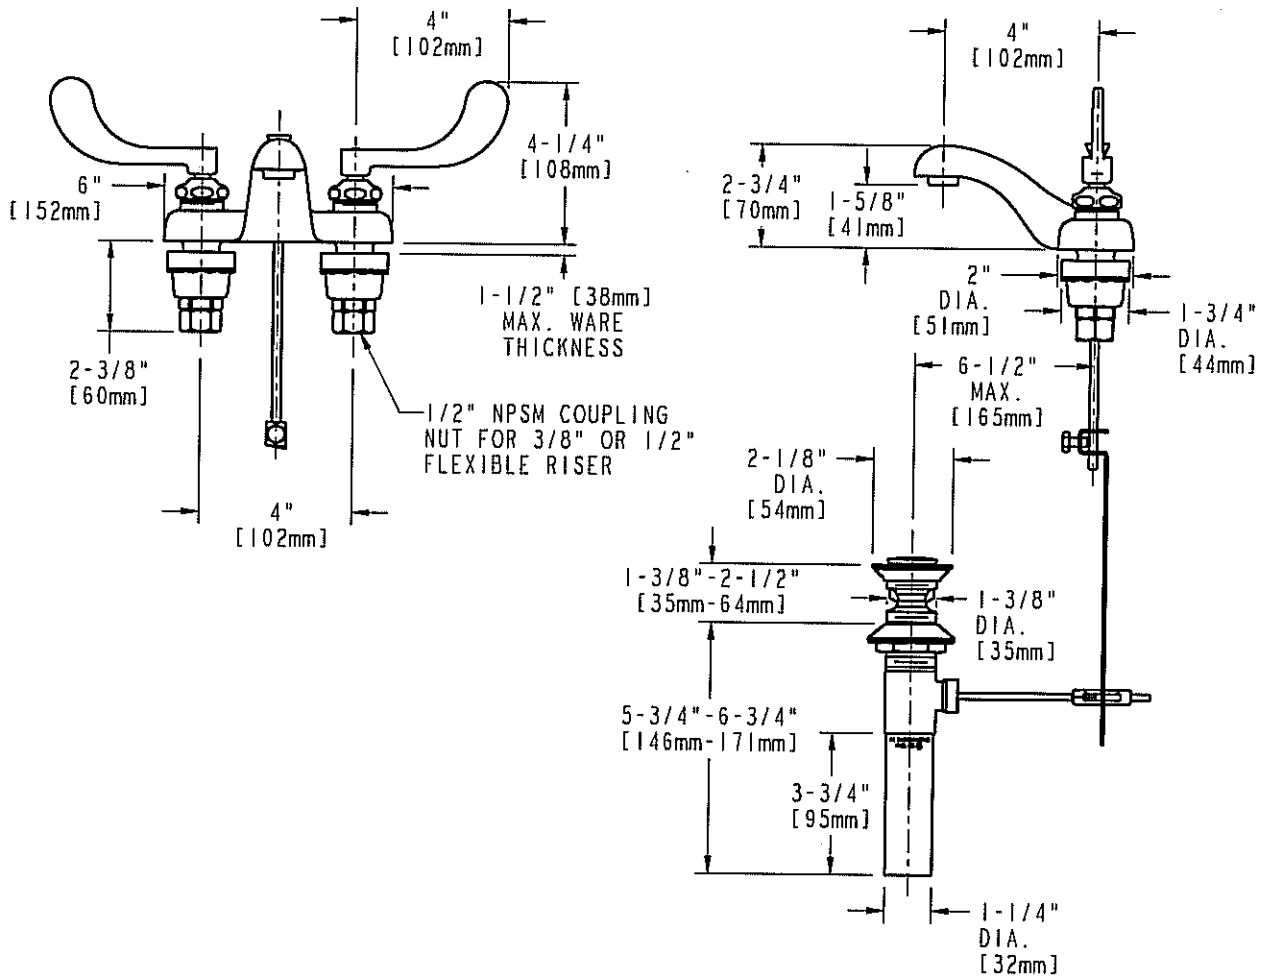 4"
[102mm]
4-1/4"
[108mm]
6"
[152mm]
1-1/2" [38mm]
MAX. WARE
THICKNESS
2-3/8"
[60mm]
1/2" NPSM COUPLING
NUT FOR 3/8" OR 1/2"
FLEXIBLE RISER
4"
[102mm]
4"
[102mm]
2-3/4"
[70mm]
1-5/8"
[41mm]
2"
DIA.
[51mm]
1-3/4"
DIA.
[44mm]
6-1/2"
MAX.
[165mm]
2-1/8"
DIA.
[54mm]
1-3/8"-2-1/2"
[35mm-64mm]
1-3/8"
DIA.
[35mm]
5-3/4"-6-3/4"
[146mm-171mm]
3-3/4"
[95mm]
1-1/4"
DIA.
[32mm]